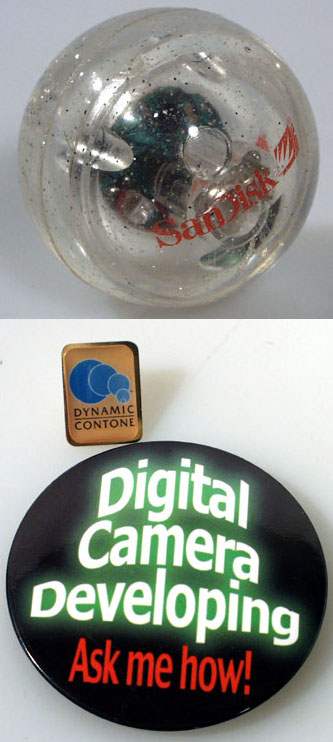 SanDisk
DYNAMIC
CONTONE
Digital
Camera
Developing
Ask me how!